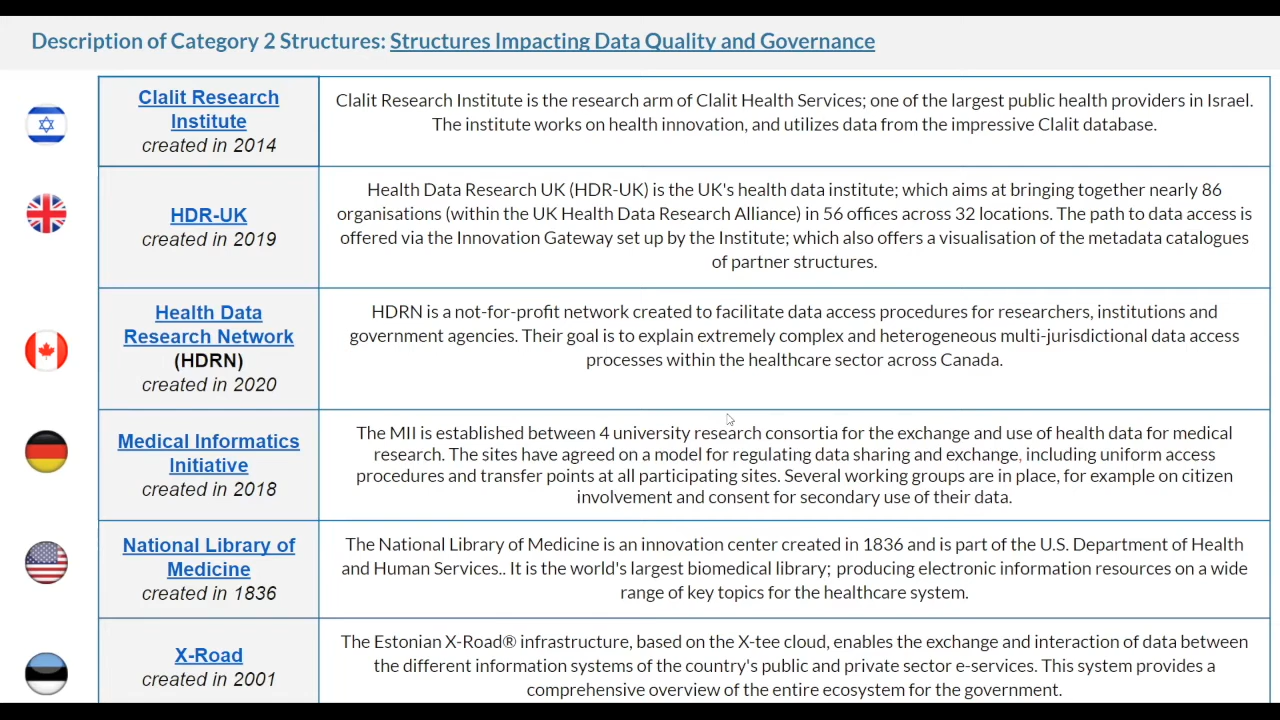 Description of Category 2 Structures: Structures Impacting Data Quality and Governance
Clalit Research
Institute
created in 2014
Clalit Research Institute is the research arm of Clalit Health Services; one of the largest public health providers in Israel.
The institute works on health innovation, and utilizes data from the impressive Clalit database.
HDR-UK
created in 2019
Health Data Research UK (HDR-UK) is the UK's health data institute; which aims at bringing together nearly 86
organisations (within the UK Health Data Research Alliance) in 56 offices across 32 locations. The path to data access is
offered via the Innovation Gateway set up by the Institute; which also offers a visualisation of the metadata catalogues
of partner structures.
Health Data
Research Network
(HDRN)
created in 2020
HDRN is a not-for-profit network created to facilitate data access procedures for researchers, institutions and
government agencies. Their goal is to explain extremely complex and heterogeneous multi-jurisdictional data access
processes within the healthcare sector across Canada.
Medical Informatics
Initiative
created in 2018
The MII is established between 4 university research consortia for the exchange and use of health data for medical
research. The sites have agreed on a model for regulating data sharing and exchange, including uniform access
procedures and transfer points at all participating sites. Several working groups are in place, for example on citizen
involvement and consent for secondary use of their data.
National Library of
Medicine
created in 1836
The National Library of Medicine is an innovation center created in 1836 and is part of the U.S. Department of Health
and Human Services.. It is the world's largest biomedical library; producing electronic information resources on a wide
range of key topics for the healthcare system.
X-Road
created in 2001
The Estonian X-Road® infrastructure, based on the X-tee cloud, enables the exchange and interaction of data between
the different information systems of the country's public and private sector e-services. This system provides a
comprehensive overview of the entire ecosystem for the government.